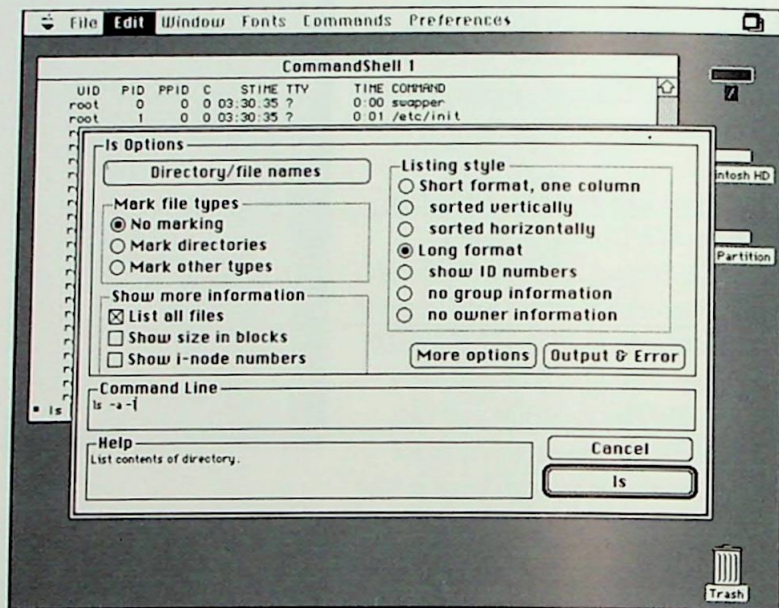 File Edit Window Fonts Commands Preferences
CommandShell 1
UID PID PPID C STIME TTY TIME COMMAND
root 0 0 0 03:30:35 ? 0:00 swapper
root 1 0 0 03:30:35 ? 0:01 /etc/init
ls Options
Directory/file names
Mark file types
No marking
Mark directories
Mark other types
Show more information
List all files
Show size in blocks
Show i-node numbers
Listing style
Short format, one column
sorted vertically
sorted horizontally
Long format
show ID numbers
no group information
no owner information
More options
Output & Error
Command Line
ls -a -l
Help
List contents of directory.
Cancel
ls
ls
intosh HD
Partition
Trash